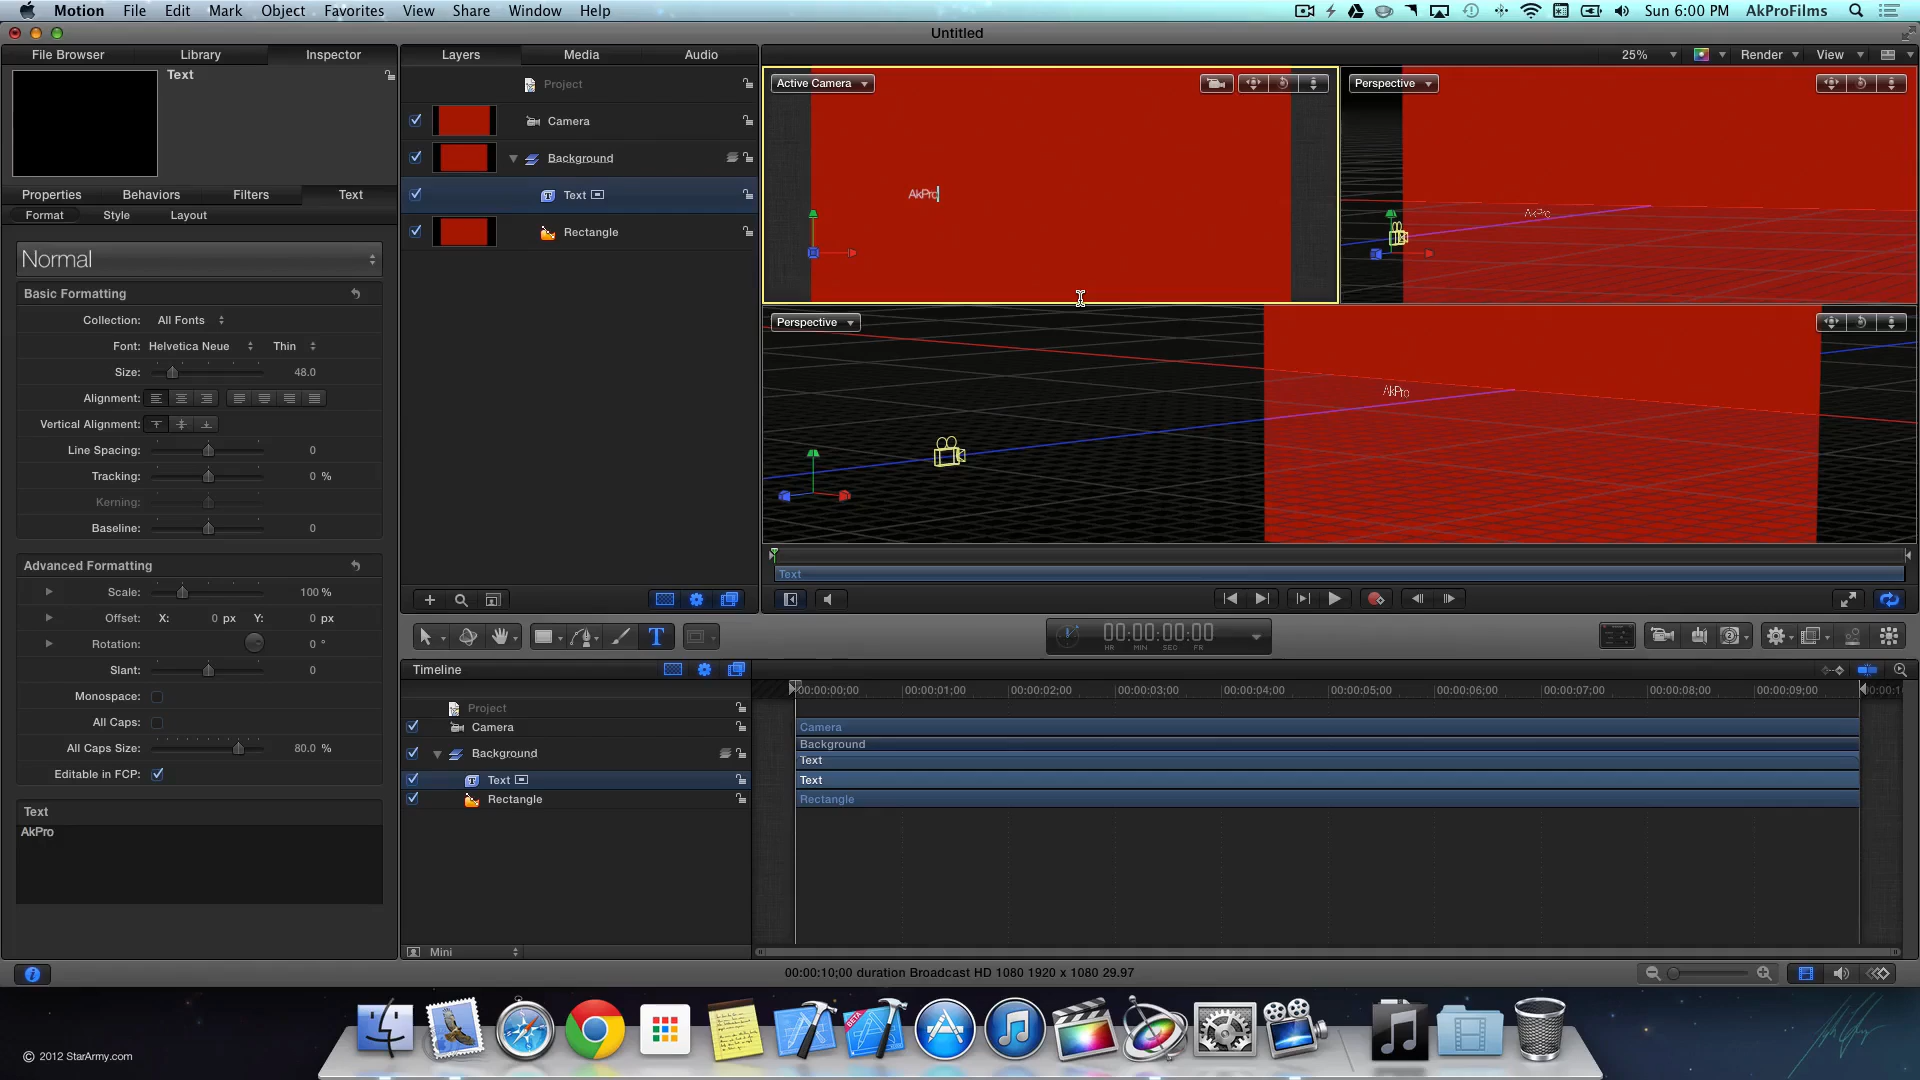 Motion File Edit Mark Object Favorites View Share Window Help
Sun 6:00 PM AkProFilms
Untitled
File Browser Library Inspector
Layers Media Audio
25% Render View
Text
Project
Camera
Background
Text
Rectangle
Active Camera
Perspective
AkPro
AkPro
Perspective
AkPro
Properties Behaviors Filters Text
Format Style Layout
Normal
Basic Formatting
Collection: All Fonts
Font: Helvetica Neue Thin
Size: 48.0
Alignment:
Vertical Alignment:
Line Spacing: 0
Tracking: 0 %
Kerning:
Baseline: 0
Advanced Formatting
Scale: 100 %
Offset: X: 0 px Y: 0 px
Rotation: 0 °
Slant: 0
Monospace:
All Caps:
All Caps Size: 80.0 %
Editable in FCP:
Text
AkPro
Text
00:00:00:00
HR MIN SEC FR
Timeline
00:00:00;00 00:00:01;00 00:00:02;00 00:00:03;00 00:00:04;00 00:00:05;00 00:00:06;00 00:00:07;00 00:00:08;00 00:00:09;00
Project
Camera Camera
Background Background
Text
Text Text
Rectangle Rectangle
Mini
00:00:10;00 duration Broadcast HD 1080 1920 x 1080 29.97
BETA
© 2012 StarArmy.com